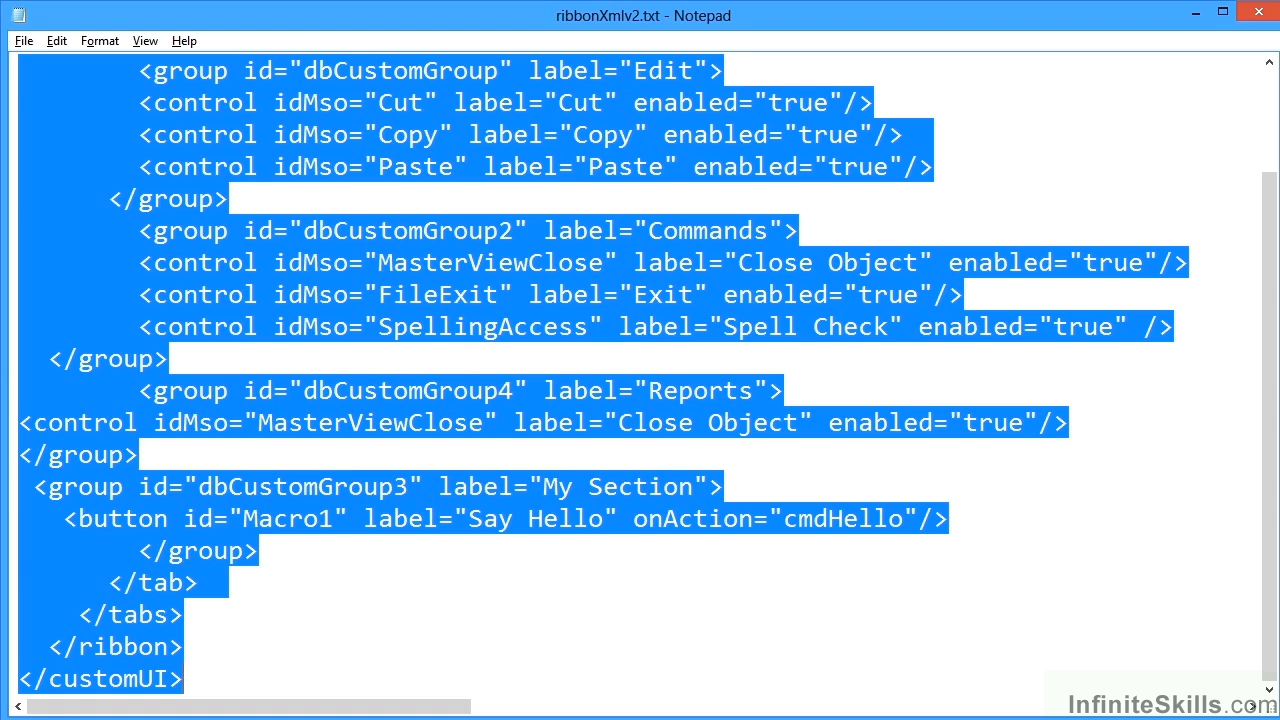 ribbonXmlv2.txt - Notepad
File Edit Format View Help
<group id="dbCustomGroup" label="Edit">
<control idMso="Cut" label="Cut" enabled="true"/>
<control idMso="Copy" label="Copy" enabled="true"/>
<control idMso="Paste" label="Paste" enabled="true"/>
</group>
<group id="dbCustomGroup2" label="Commands">
<control idMso="MasterViewClose" label="Close Object" enabled="true"/>
<control idMso="FileExit" label="Exit" enabled="true"/>
<control idMso="SpellingAccess" label="Spell Check" enabled="true" />
</group>
<group id="dbCustomGroup4" label="Reports">
<control idMso="MasterViewClose" label="Close Object" enabled="true"/>
</group>
<group id="dbCustomGroup3" label="My Section">
<button id="Macro1" label="Say Hello" onAction="cmdHello"/>
</group>
</tab>
</tabs>
</ribbon>
</customUI>
InfiniteSkills.com